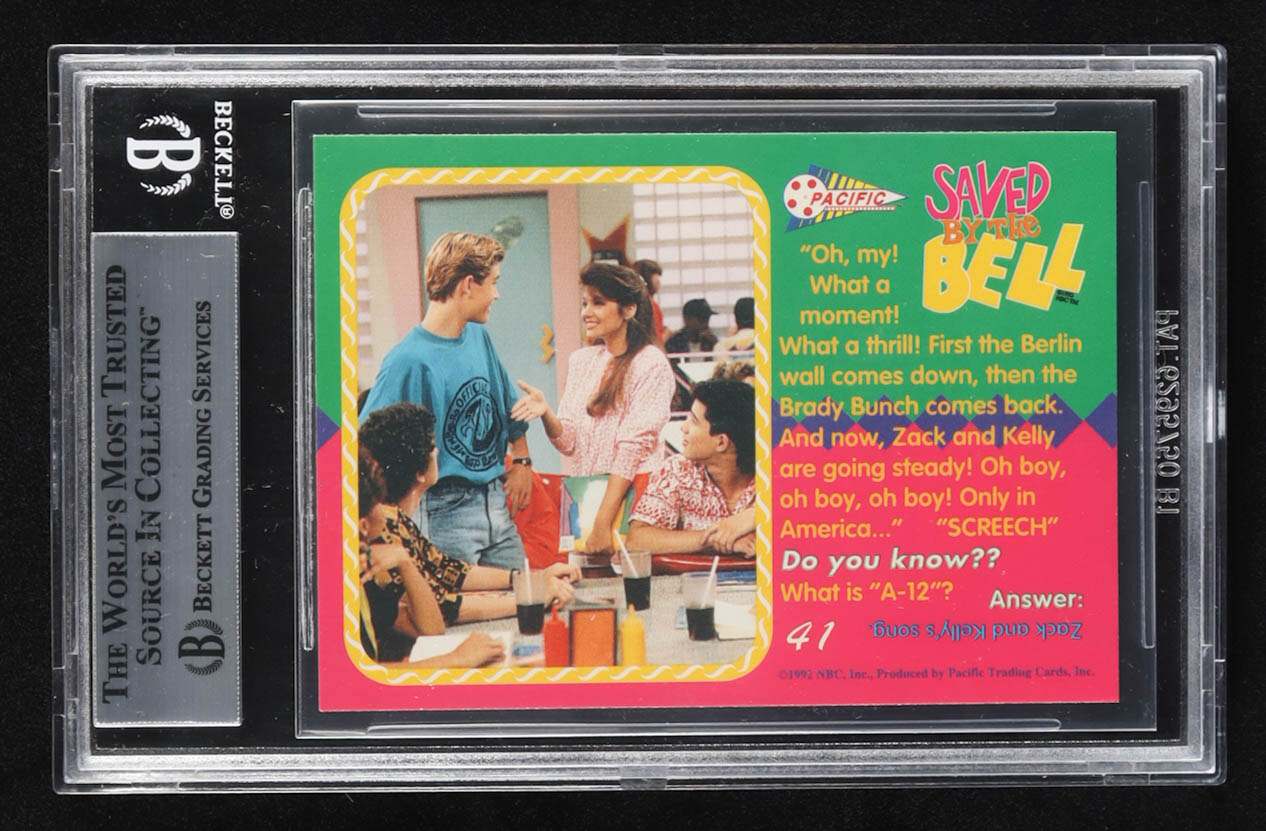 BECKETT®
B
THE WORLD'S MOST TRUSTED
SOURCE IN COLLECTING™
B BECKETT GRADING SERVICES
PACIFIC
SAVED
BY THE
BELL
"Oh, my!
What a
moment!
What a thrill! First the Berlin
wall comes down, then the
Brady Bunch comes back.
And now, Zack and Kelly
are going steady! Oh boy,
oh boy, oh boy! Only in
America..." "SCREECH"
Do you know??
What is "A-12"?
Answer:
Zack and Kelly's song.
41
©1992 NBC, Inc., Produced by Pacific Trading Cards, Inc.